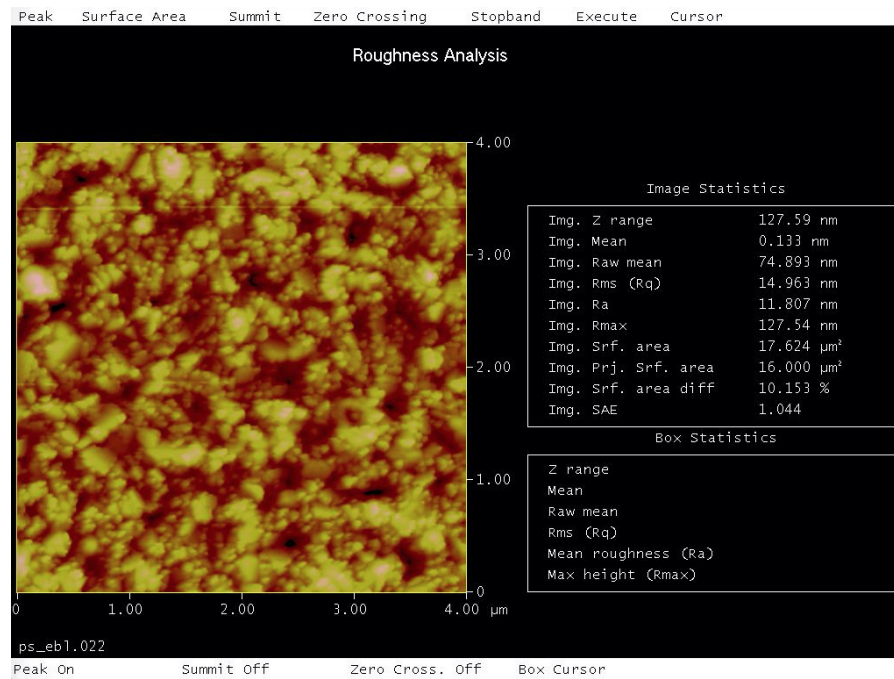 Peak Surface Area Summit Zero Crossing Stopband Execute Cursor
Roughness Analysis
4.00
Image Statistics
Img. Z range 127.59 nm
Img. Mean 0.133 nm
3.00
Img. Raw mean 74.893 nm
Img. Rms (Rq) 14.963 nm
Img. Ra 11.807 nm
Img. Rmax 127.54 nm
Img. Srf. area 17.624 µm²
2.00
Img. Prj. Srf. area 16.000 µm²
Img. Srf. area diff 10.153 %
Img. SAE 1.044
Box Statistics
Z range
1.00
Mean
Raw mean
Rms (Rq)
Mean roughness (Ra)
Max height (Rmax)
0
0 1.00 2.00 3.00 4.00 µm
ps_ebl.022
Peak On Summit Off Zero Cross. Off Box Cursor